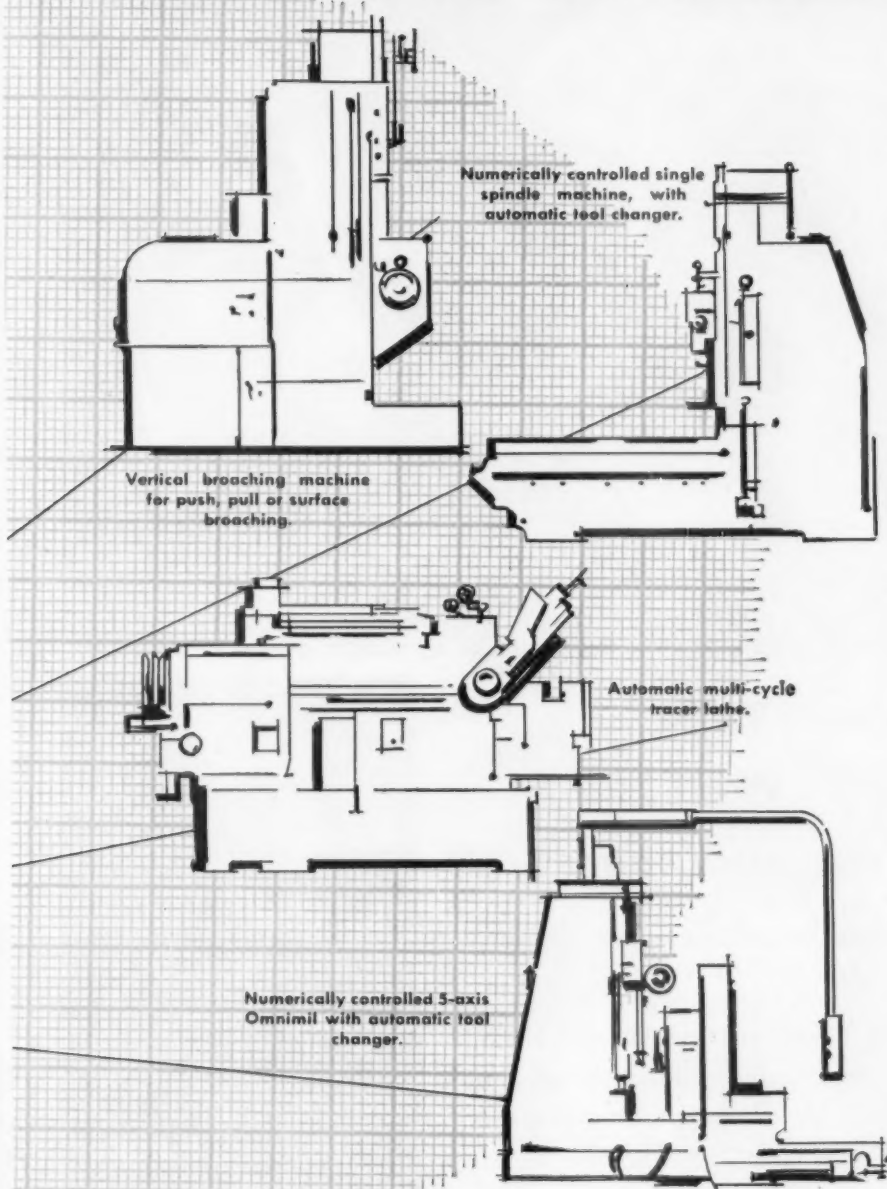 Numerically controlled single
spindle machine, with
automatic tool changer.
Vertical broaching machine
for push, pull or surface
broaching.
Automatic multi-cycle
tracer lathe.
Numerically controlled 5-axis
Omnimil with automatic tool
changer.